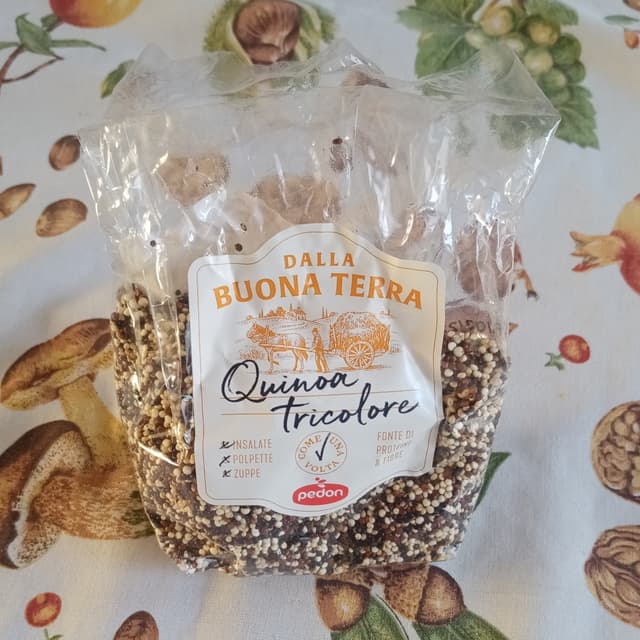 DALLA
BUONA TERRA
Quinoa
tricolore
INSALATE
POLPETTE
ZUPPE
COME UNA
VOLTA
FONTE DI
PROTEINE
& FIBRE
pedon